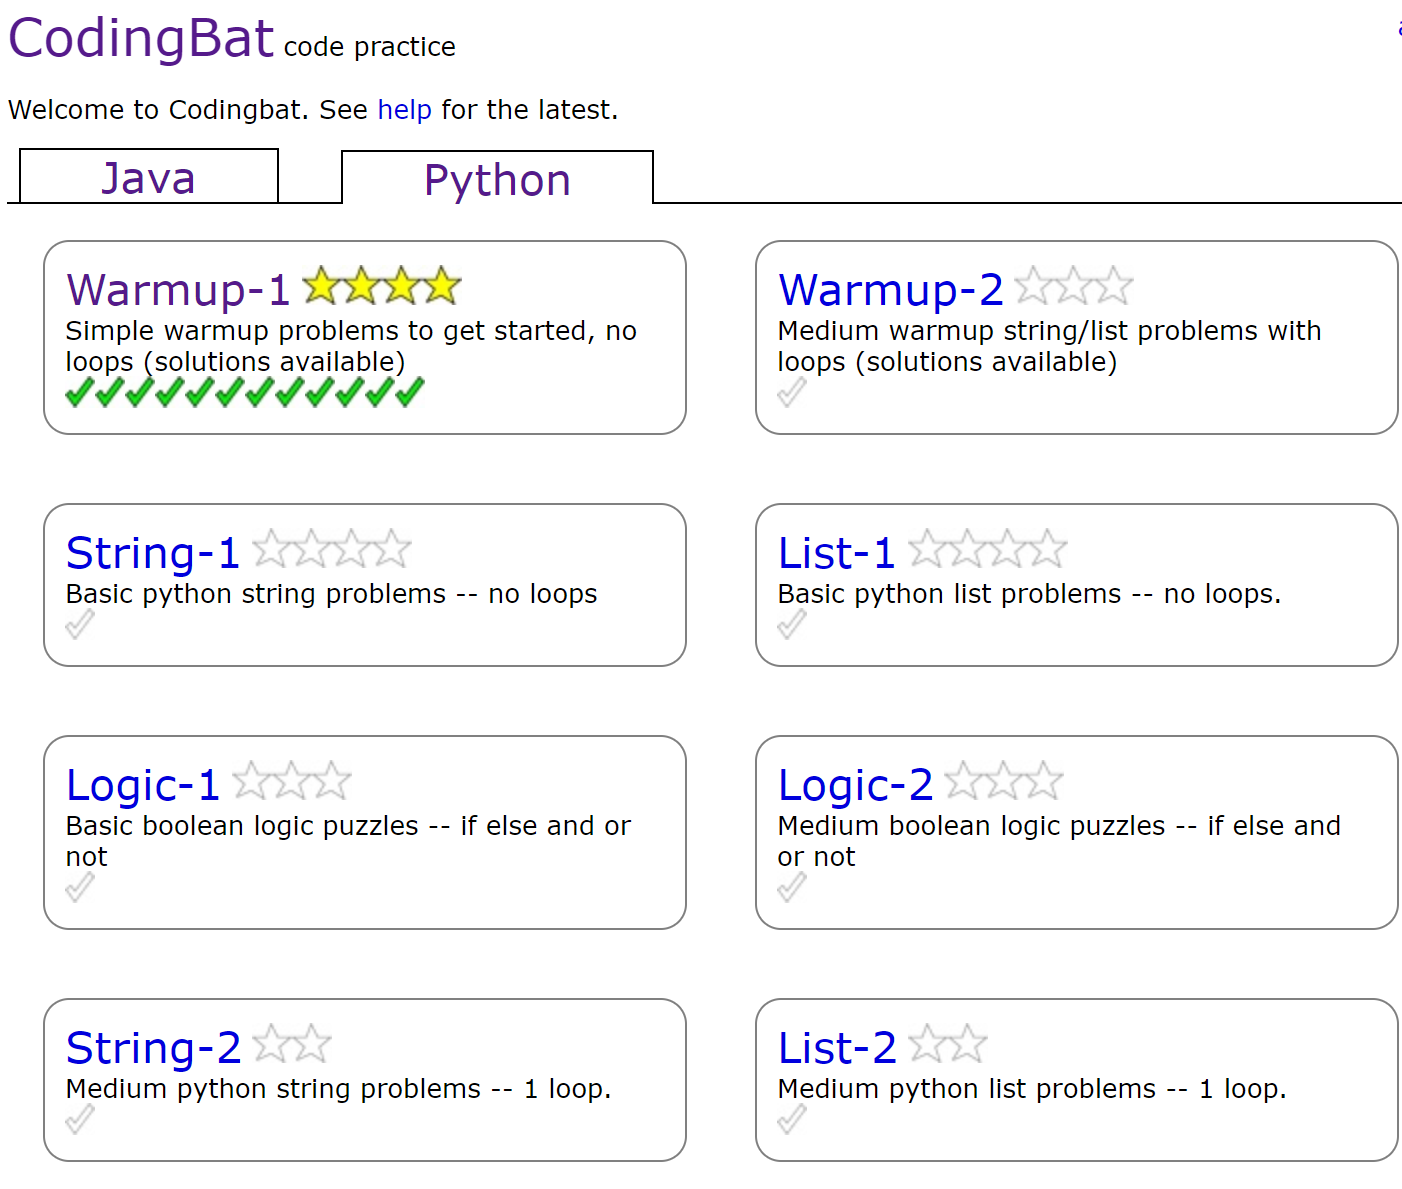 CodingBat code practice
Welcome to Codingbat. See help for the latest.
Java
Python
Warmup-1
Simple warmup problems to get started, no
loops (solutions available)
Warmup-2
Medium warmup string/list problems with
loops (solutions available)
String-1
Basic python string problems -- no loops
List-1
Basic python list problems -- no loops.
Logic-1
Basic boolean logic puzzles -- if else and or
not
Logic-2
Medium boolean logic puzzles -- if else and
or not
String-2
Medium python string problems -- 1 loop.
List-2
Medium python list problems -- 1 loop.